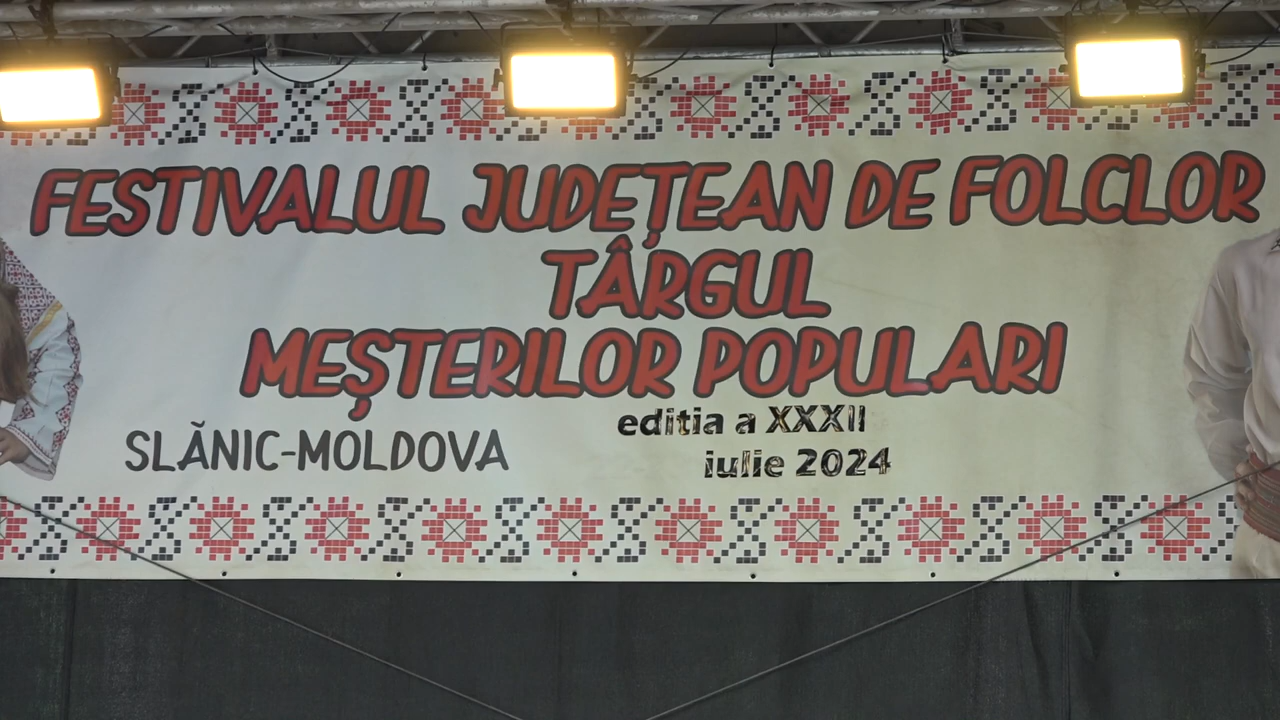 FESTIVALUL JUDEȚEAN DE FOLCLOR
TÂRGUL
MEȘTERILOR POPULARI
editia a XXXII
SLĂNIC-MOLDOVA
iulie 2024